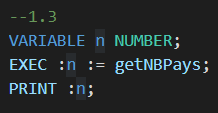 --1.3
VARIABLE n NUMBER;
EXEC :n := getNBPays;
PRINT :n;